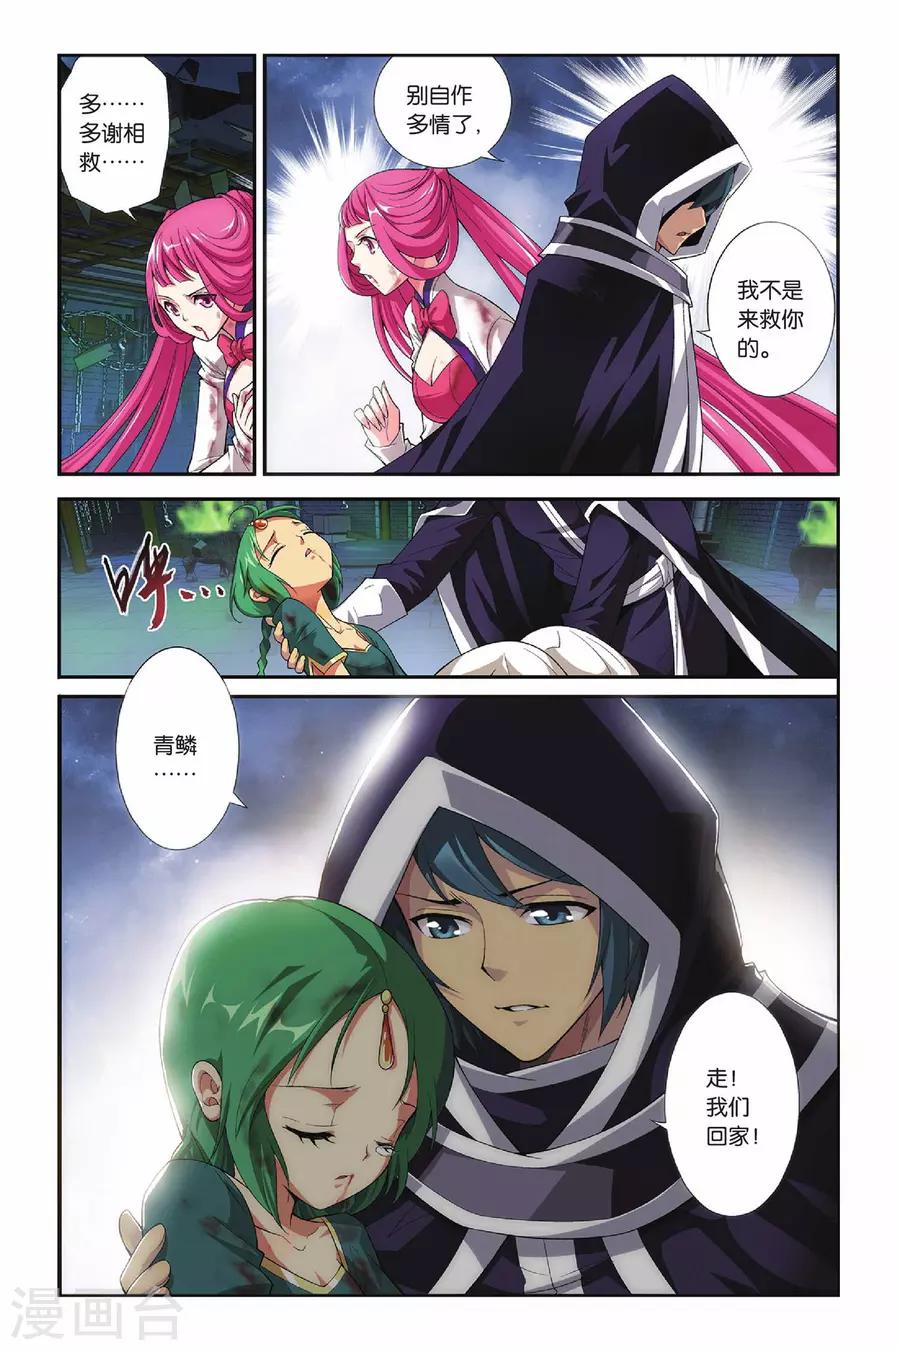 多……
多谢相
救……
别自作
多情了，
我不是
来救你
的。
呼…
青鳞
……
走！
我们
回家！
漫画台